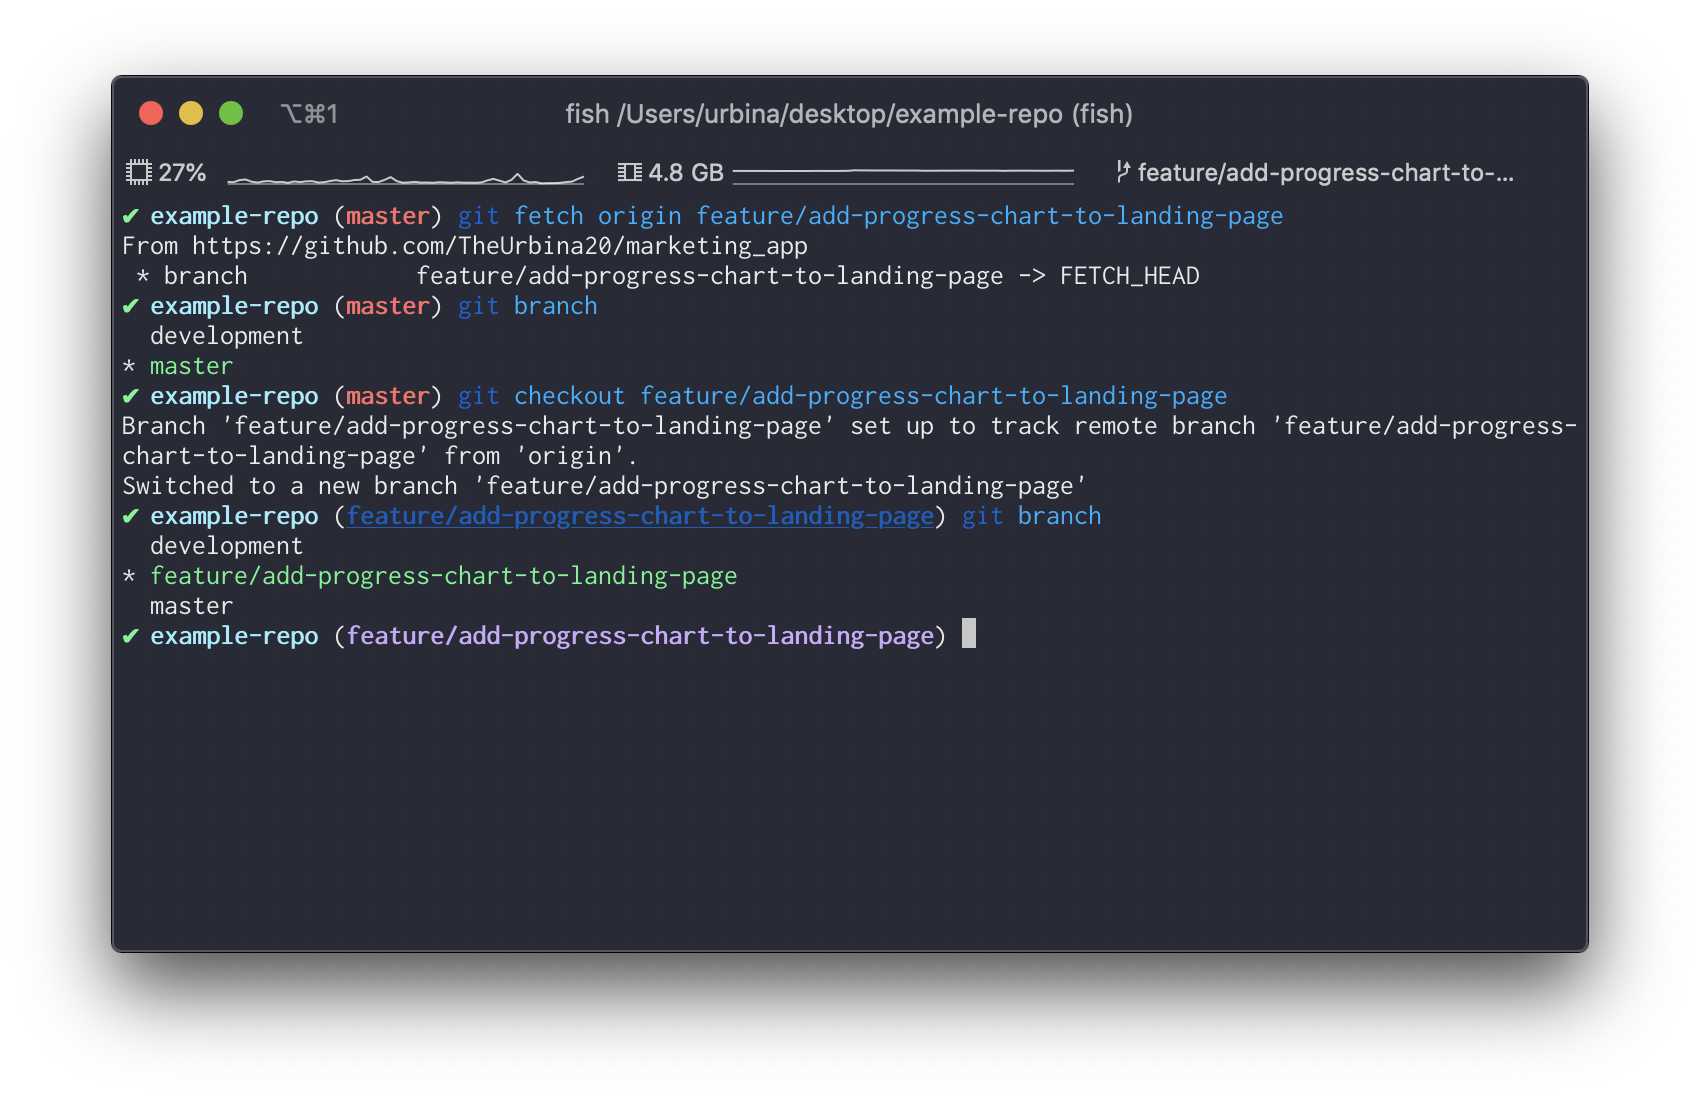 ⌥⌘1 fish /Users/urbina/desktop/example-repo (fish)
27% 4.8 GB feature/add-progress-chart-to--...
✔ example-repo (master) git fetch origin feature/add-progress-chart-to-landing-page
From https://github.com/TheUrbina20/marketing_app
 * branch            feature/add-progress-chart-to-landing-page -> FETCH_HEAD
✔ example-repo (master) git branch
  development
* master
✔ example-repo (master) git checkout feature/add-progress-chart-to-landing-page
Branch 'feature/add-progress-chart-to-landing-page' set up to track remote branch 'feature/add-progress-
chart-to-landing-page' from 'origin'.
Switched to a new branch 'feature/add-progress-chart-to-landing-page'
✔ example-repo (feature/add-progress-chart-to-landing-page) git branch
  development
* feature/add-progress-chart-to-landing-page
  master
✔ example-repo (feature/add-progress-chart-to-landing-page)